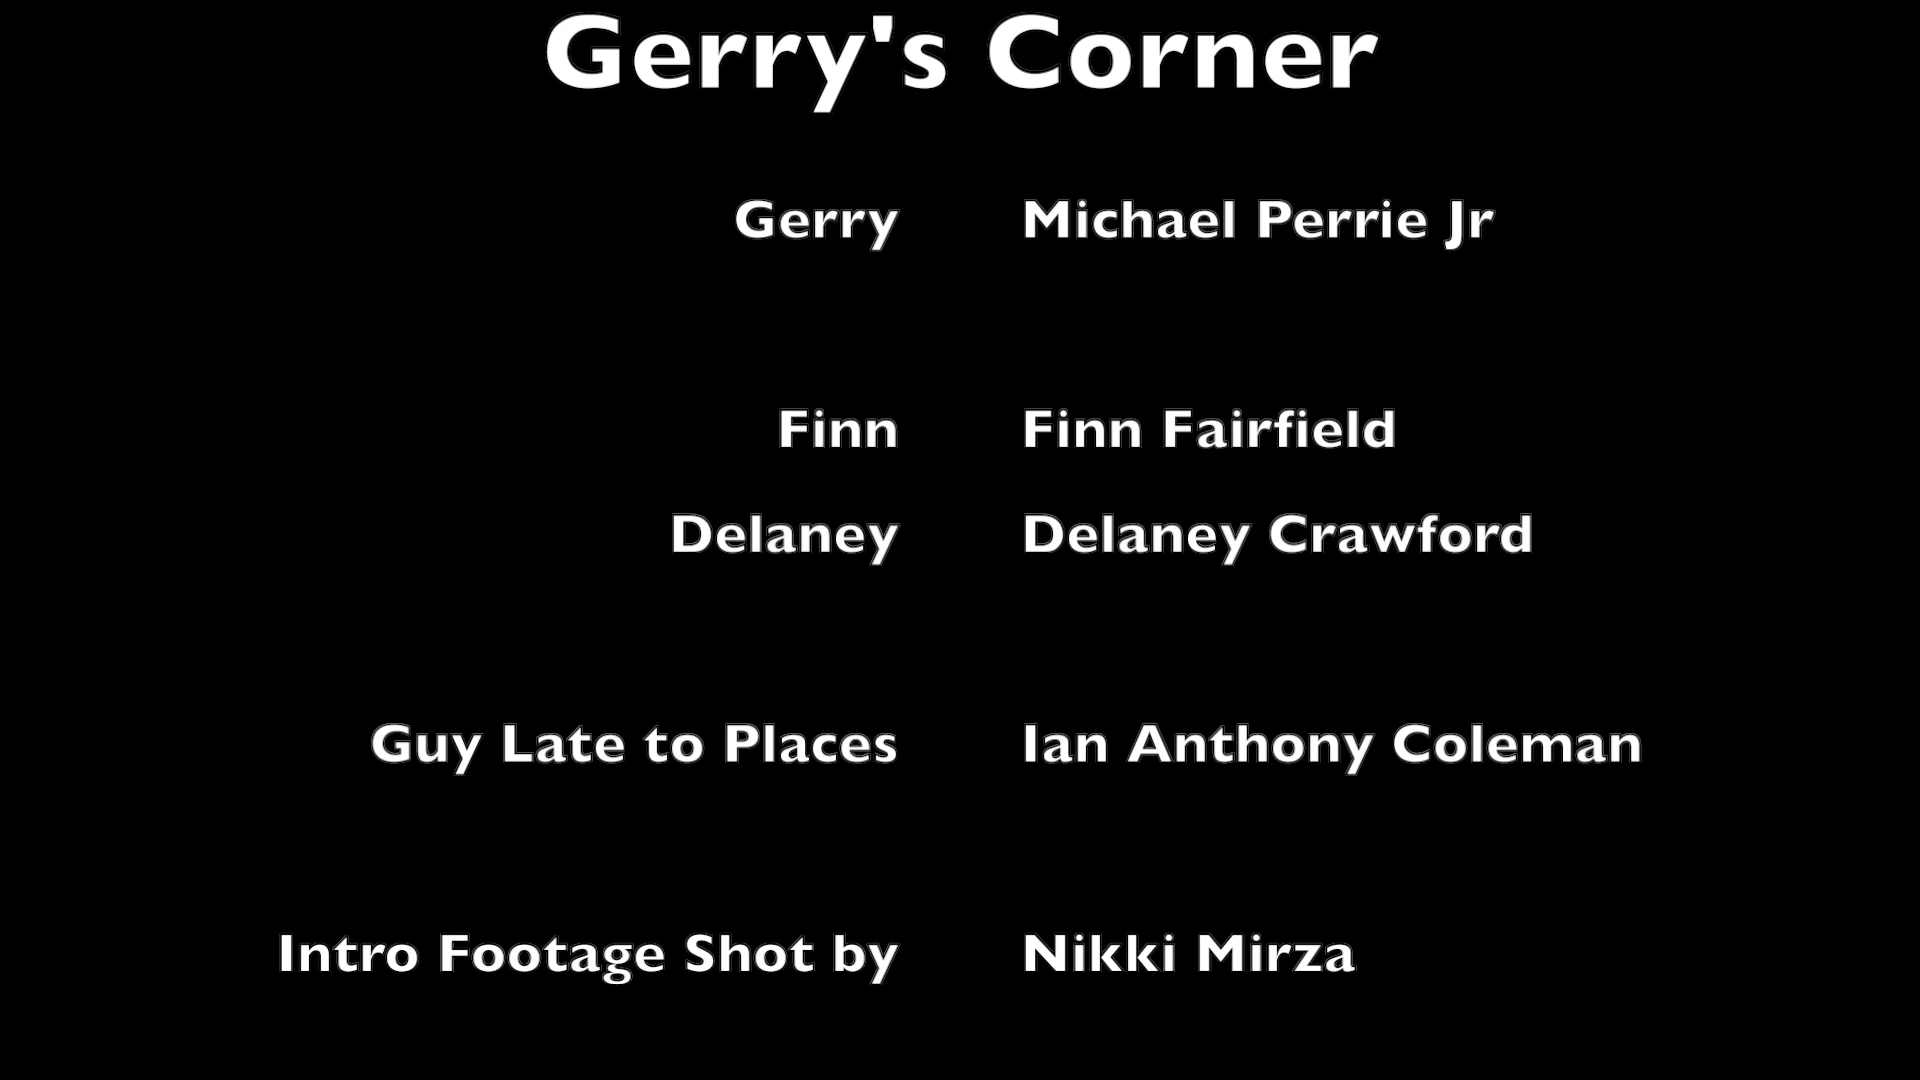 Gerry's Corner
Gerry Michael Perrie Jr
Finn Finn Fairfield
Delaney Delaney Crawford
Guy Late to Places Ian Anthony Coleman
Intro Footage Shot by Nikki Mirza